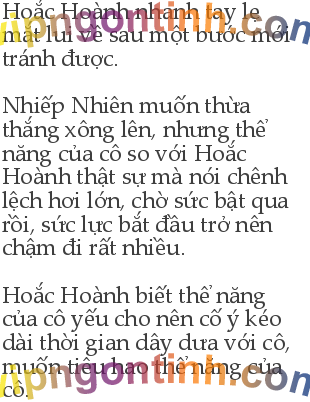 Hoắc Hoành nhanh tay lẹ
mắt lui về sau một bước mới
tránh được.
Nhiếp Nhiên muốn thừa
thắng xông lên, nhưng thể
năng của cô so với Hoắc
Hoành thật sự mà nói chênh
lệch hơi lớn, chờ sức bật qua
rồi, sức lực bắt đầu trở nên
chậm đi rất nhiều.
Hoắc Hoành biết thể năng
của cô yếu cho nên cố ý kéo
dài thời gian dây dưa với cô,
muốn tiêu hao thể năng của
cô.
vipngontinh.com
vipngontinh.com